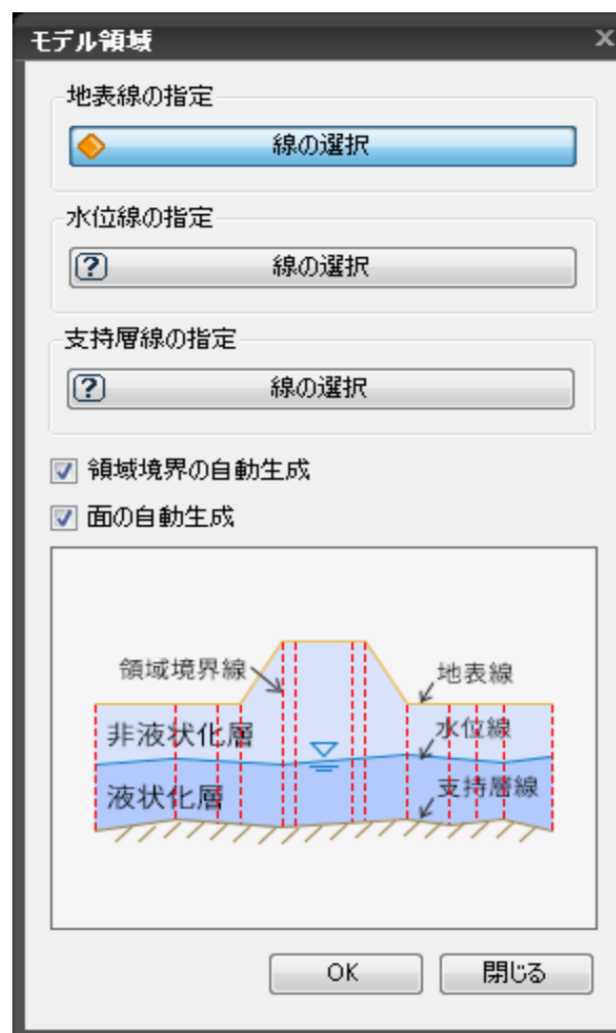 モデル領域
地表線の指定
線の選択
水位線の指定
線の選択
支持層線の指定
線の選択
領域境界の自動生成
面の自動生成
領域境界線
地表線
非液状化層
水位線
液状化層
支持層線
OK
閉じる